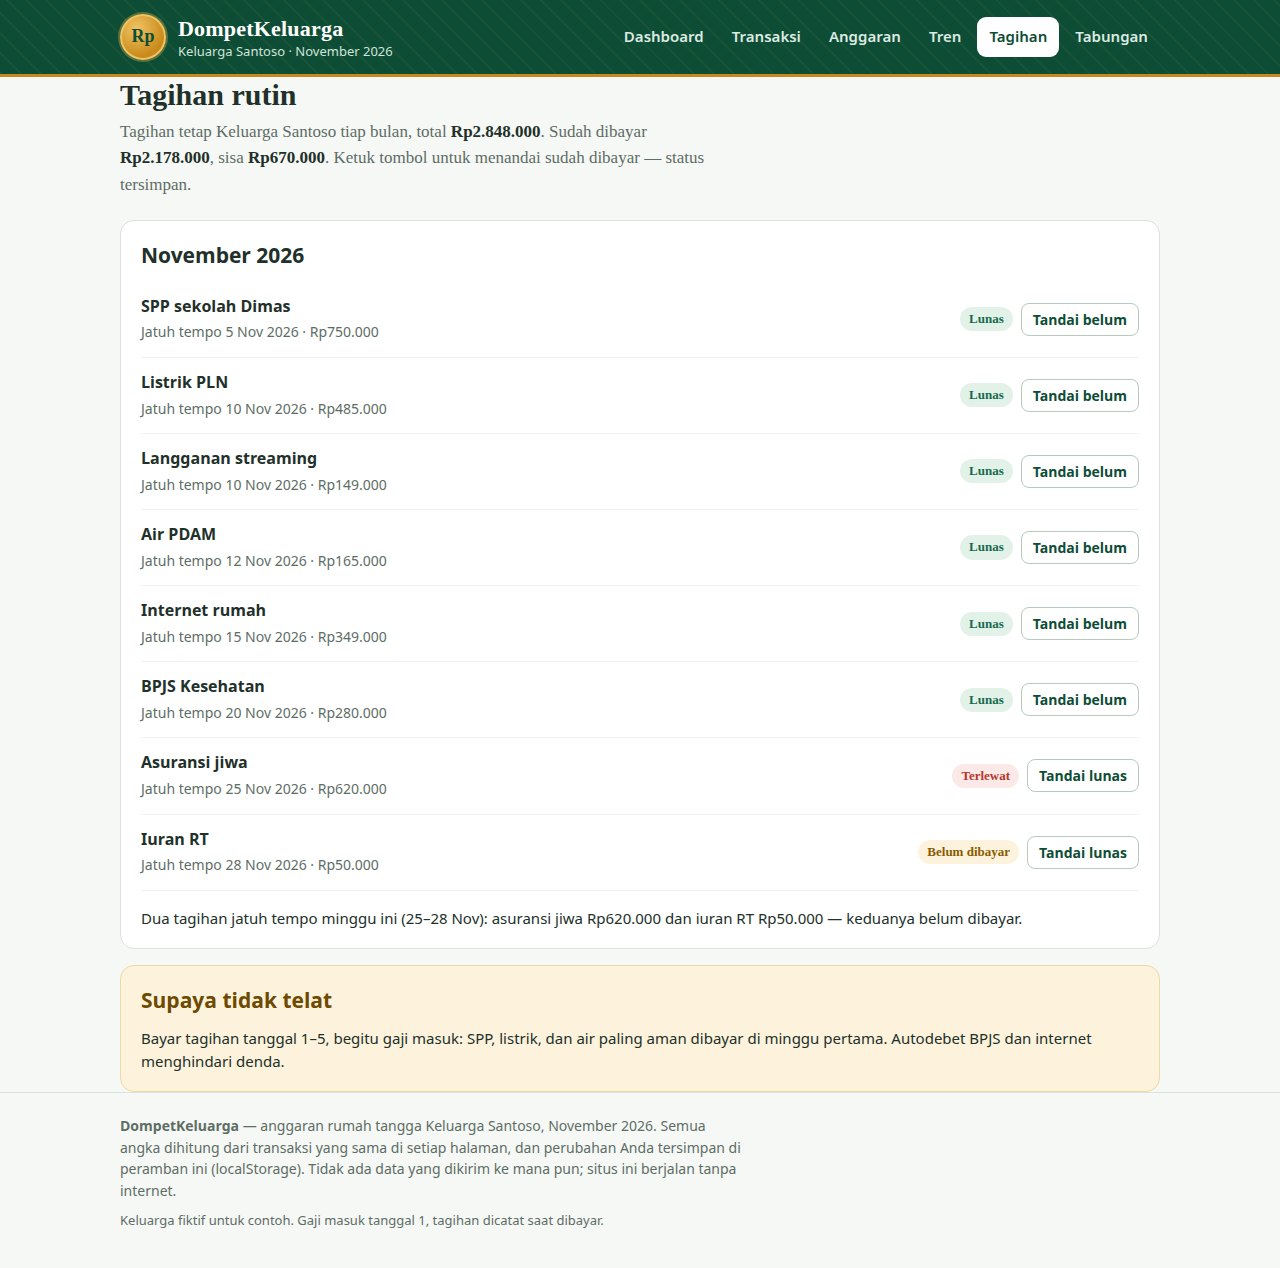 Rp
DompetKeluarga
Keluarga Santoso · November 2026
Dashboard Transaksi Anggaran Tren Tagihan Tabungan
Tagihan rutin
Tagihan tetap Keluarga Santoso tiap bulan, total Rp2.848.000. Sudah dibayar
Rp2.178.000, sisa Rp670.000. Ketuk tombol untuk menandai sudah dibayar — status
tersimpan.
November 2026
SPP sekolah Dimas
Jatuh tempo 5 Nov 2026 · Rp750.000
Lunas Tandai belum
Listrik PLN
Jatuh tempo 10 Nov 2026 · Rp485.000
Lunas Tandai belum
Langganan streaming
Jatuh tempo 10 Nov 2026 · Rp149.000
Lunas Tandai belum
Air PDAM
Jatuh tempo 12 Nov 2026 · Rp165.000
Lunas Tandai belum
Internet rumah
Jatuh tempo 15 Nov 2026 · Rp349.000
Lunas Tandai belum
BPJS Kesehatan
Jatuh tempo 20 Nov 2026 · Rp280.000
Lunas Tandai belum
Asuransi jiwa
Jatuh tempo 25 Nov 2026 · Rp620.000
Terlewat Tandai lunas
Iuran RT
Jatuh tempo 28 Nov 2026 · Rp50.000
Belum dibayar Tandai lunas
Dua tagihan jatuh tempo minggu ini (25–28 Nov): asuransi jiwa Rp620.000 dan iuran RT Rp50.000 — keduanya belum dibayar.
Supaya tidak telat
Bayar tagihan tanggal 1–5, begitu gaji masuk: SPP, listrik, dan air paling aman dibayar di minggu pertama. Autodebet BPJS dan internet
menghindari denda.
DompetKeluarga — anggaran rumah tangga Keluarga Santoso, November 2026. Semua
angka dihitung dari transaksi yang sama di setiap halaman, dan perubahan Anda tersimpan di
peramban ini (localStorage). Tidak ada data yang dikirim ke mana pun; situs ini berjalan tanpa
internet.
Keluarga fiktif untuk contoh. Gaji masuk tanggal 1, tagihan dicatat saat dibayar.